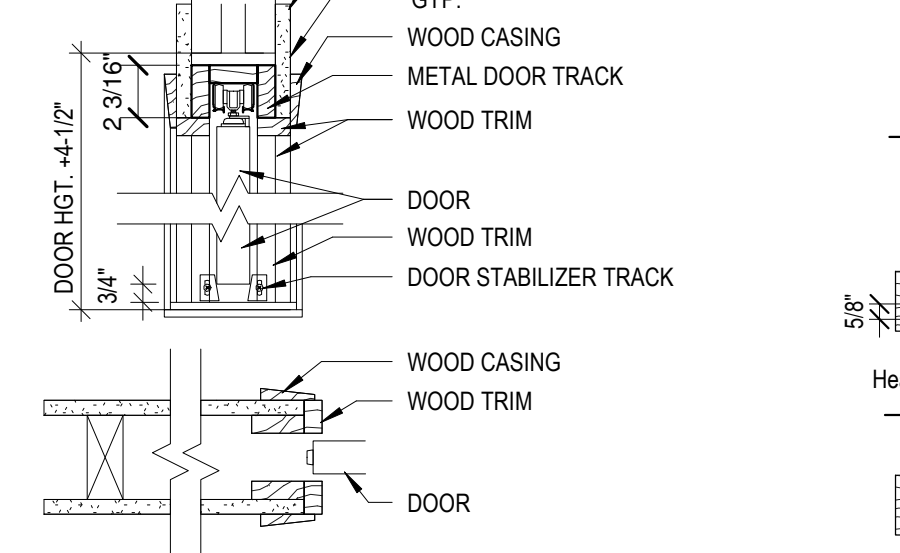 GYP.
WOOD CASING
METAL DOOR TRACK
WOOD TRIM
2 3/16"
DOOR HGT. +4-1/2"
DOOR
WOOD TRIM
DOOR STABILIZER TRACK
3/4"
5/8"
WOOD CASING
WOOD TRIM
DOOR